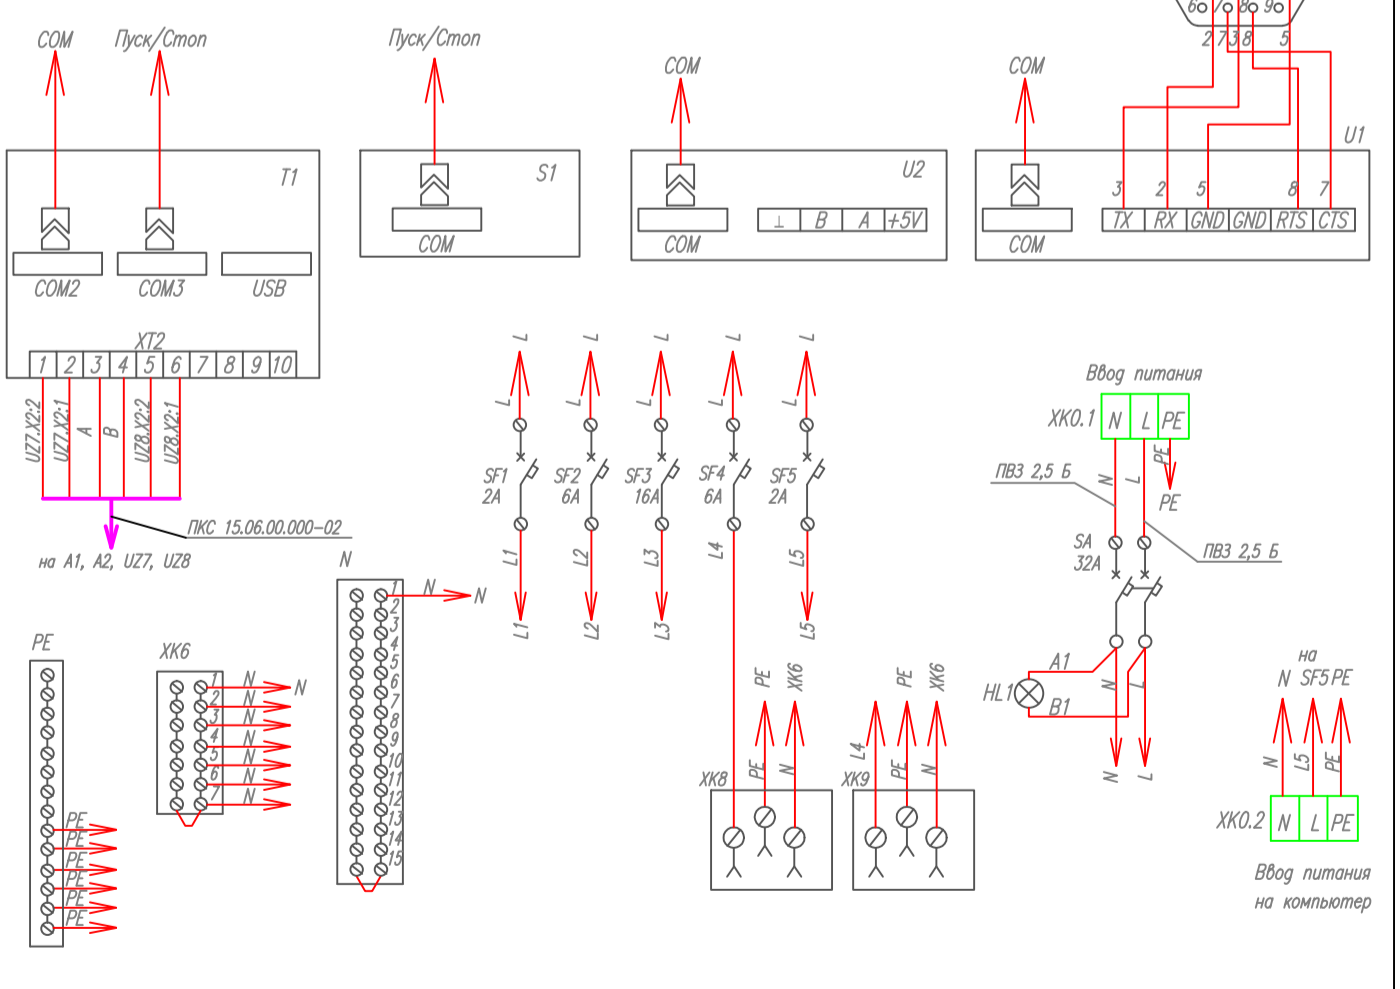 6 7 8 9
2 7 3 8 5
COM
Пуск/Стоп
T1
COM2
COM3
USB
XT2
1 2 3 4 5 6 7 8 9 10
UZ7.X2:2
UZ7.X2:1
A
B
UZ8.X2:2
UZ8.X2:1
ПКС 15.06.00.000-02
на A1, A2, UZ7, UZ8
Пуск/Стоп
S1
COM
COM
U2
COM
⊥ B A +5V
COM
U1
COM
3 2 5 8 7
TX RX GND GND RTS CTS
L L L L L
L L L L L
SF1
2A
SF2
6A
SF3
16A
SF4
6A
SF5
2A
L1 L2 L3 L4 L5
L1 L2 L3 L5
Ввод питания
XK0.1
N L PE
N L PE
PE
ПВ3 2,5 Б
ПВ3 2,5 Б
SA
32A
A1
HL1
B1
N L
N L
PE
PE
PE
PE
PE
PE
PE
XK6
1 N N
2 N
3 N
4 N
5 N
6 N
7 N
N
1 N N
2
3
4
5
6
7
8
9
10
11
12
13
14
15
PE XK6
PE N
XK8
PE XK6
L4 PE N
XK9
на
N SF5 PE
N L5 PE
XK0.2
N L PE
Ввод питания
на компьютер